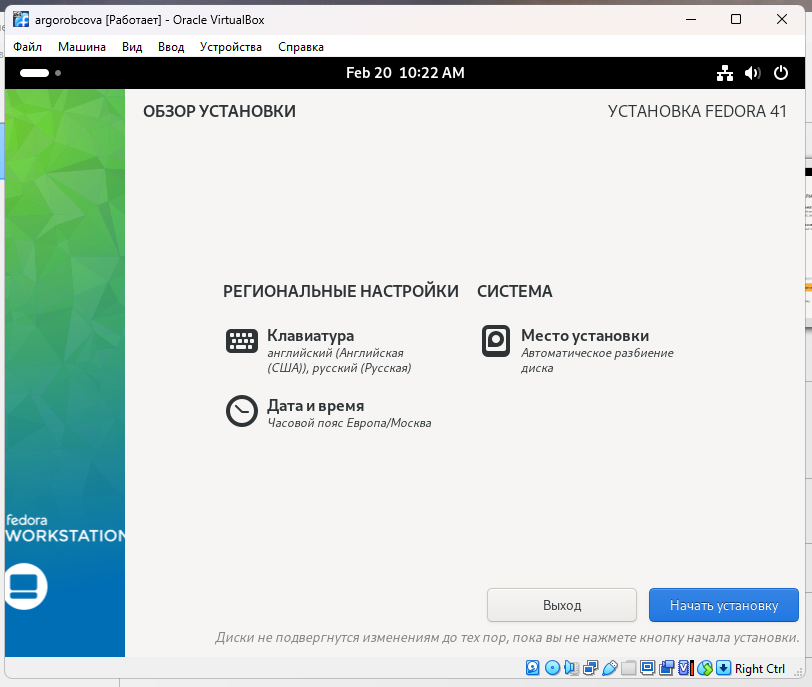 argorobcova [Работает] - Oracle VirtualBox
Файл Машина Вид Ввод Устройства Справка
Feb 20 10:22 AM
ОБЗОР УСТАНОВКИ
УСТАНОВКА FEDORA 41
РЕГИОНАЛЬНЫЕ НАСТРОЙКИ
Клавиатура
английский (Английская
(США)), русский (Русская)
Дата и время
Часовой пояс Европа/Москва
СИСТЕМА
Место установки
Автоматическое разбиение
диска
fedora
WORKSTATION
Выход
Начать установку
Диски не подвергнутся изменениям до тех пор, пока вы не нажмете кнопку начала установки.
Right Ctrl